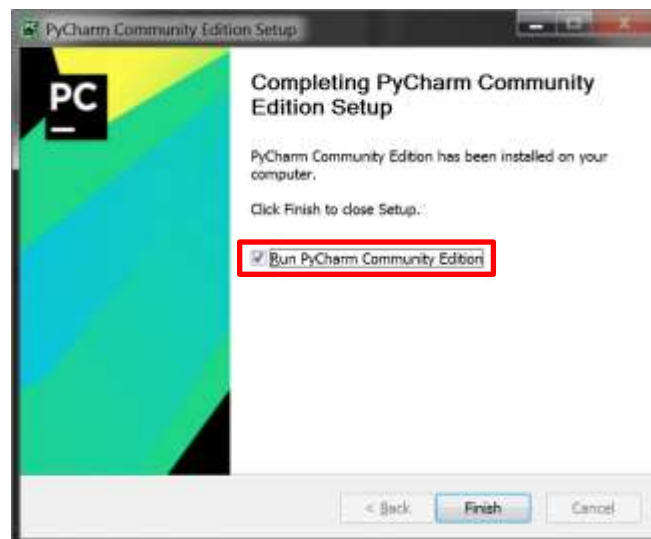 PyCharm Community Edition Setup
PC
Completing PyCharm Community
Edition Setup
PyCharm Community Edition has been installed on your
computer.
Click Finish to close Setup.
Run PyCharm Community Edition
< Back
Finish
Cancel